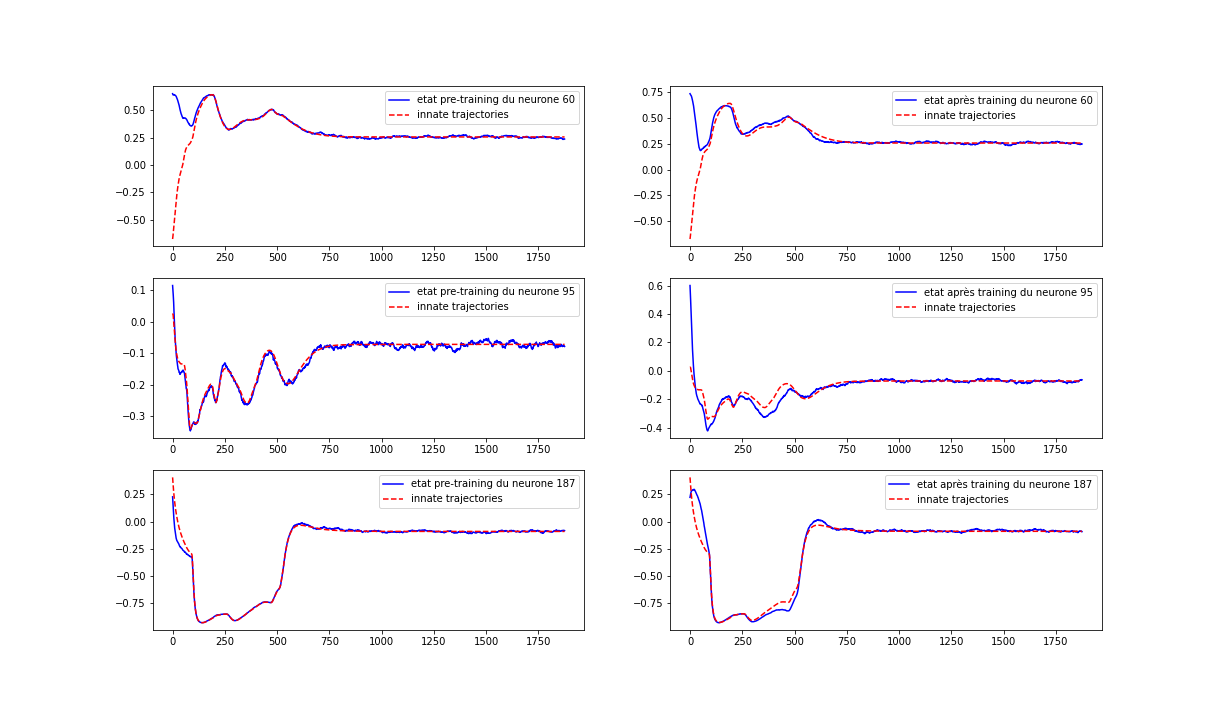 etat pre-training du neurone 60
innate trajectories
0.50
0.25
0.00
−0.25
−0.50
0 250 500 750 1000 1250 1500 1750
etat après training du neurone 60
innate trajectories
0.75
0.50
0.25
0.00
−0.25
−0.50
0 250 500 750 1000 1250 1500 1750
etat pre-training du neurone 95
innate trajectories
0.1
0.0
−0.1
−0.2
−0.3
0 250 500 750 1000 1250 1500 1750
etat après training du neurone 95
innate trajectories
0.6
0.4
0.2
0.0
−0.2
−0.4
0 250 500 750 1000 1250 1500 1750
etat pre-training du neurone 187
innate trajectories
0.25
0.00
−0.25
−0.50
−0.75
0 250 500 750 1000 1250 1500 1750
etat après training du neurone 187
innate trajectories
0.25
0.00
−0.25
−0.50
−0.75
0 250 500 750 1000 1250 1500 1750